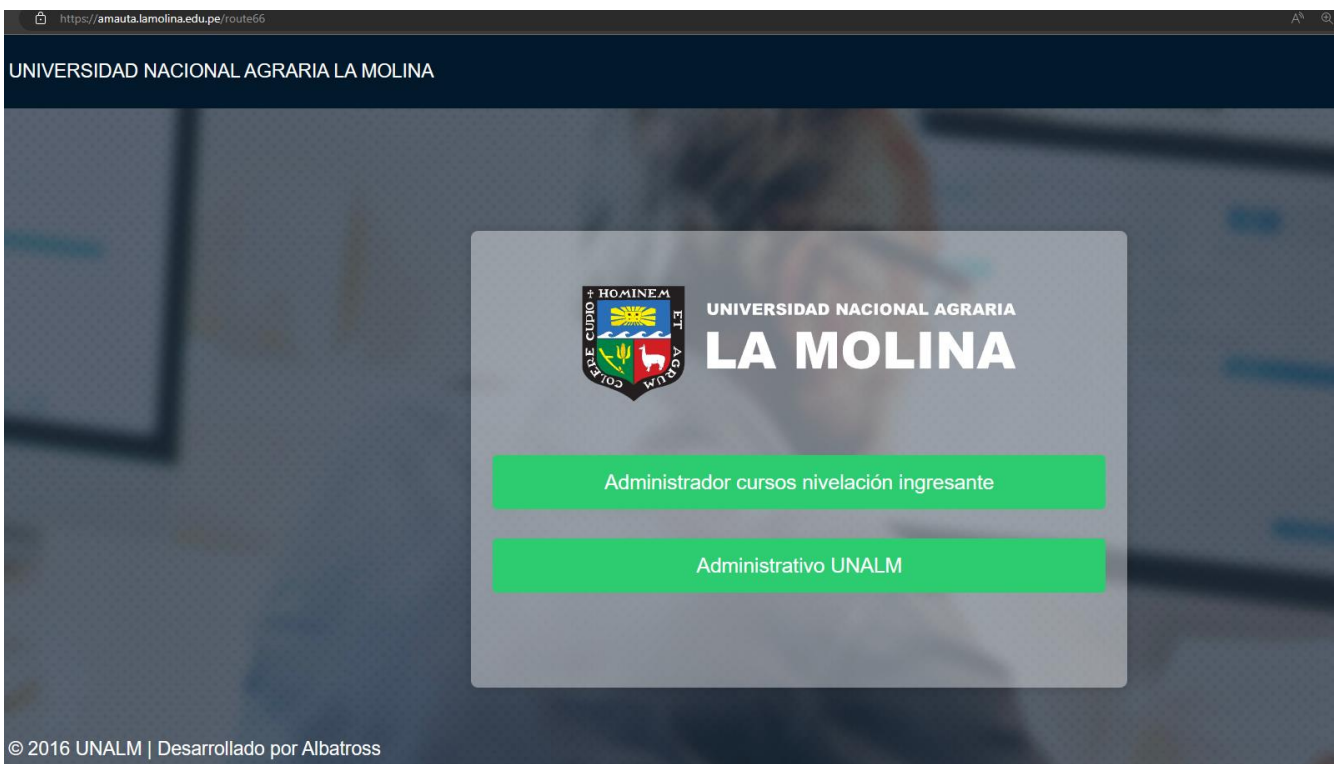 https://amauta.lamolina.edu.pe/route66
UNIVERSIDAD NACIONAL AGRARIA LA MOLINA
COLERE CUPIO + HOMINEM ET AGRUM
UNIVERSIDAD NACIONAL AGRARIA
LA MOLINA
Administrador cursos nivelación ingresante
Administrativo UNALM
© 2016 UNALM | Desarrollado por Albatross